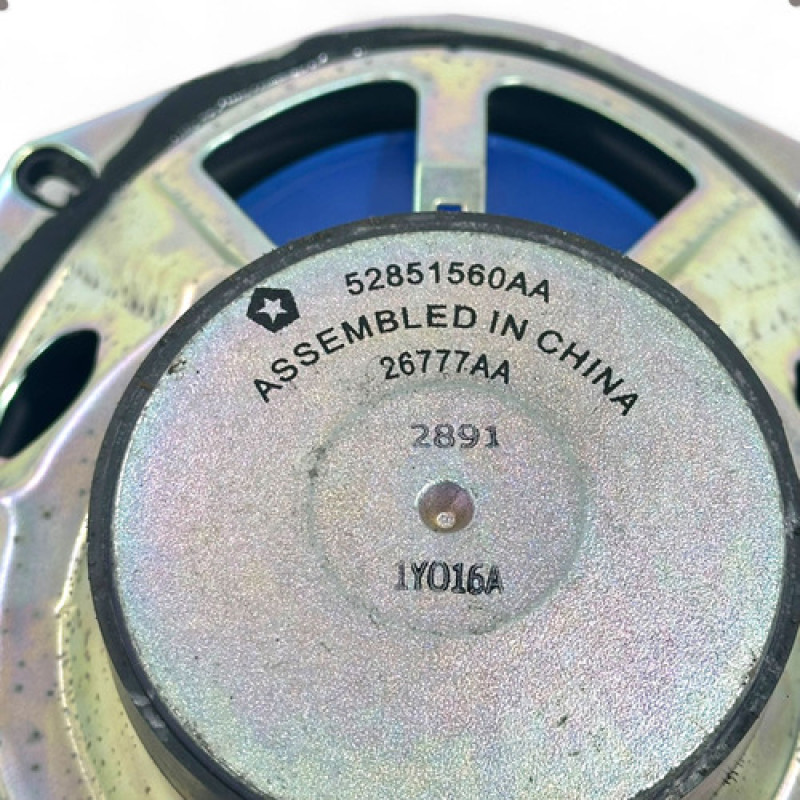 52851560AA
ASSEMBLED IN CHINA
26777AA
2891
1Y016A